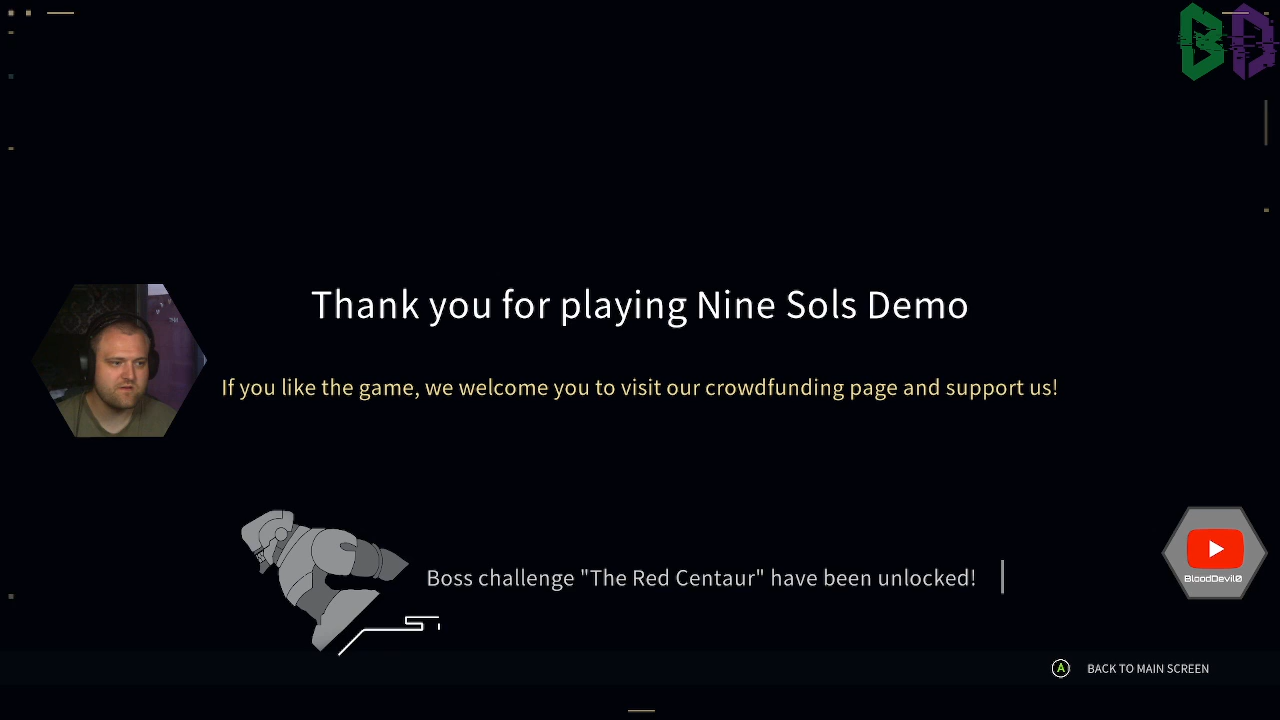 BD
Thank you for playing Nine Sols Demo
If you like the game, we welcome you to visit our crowdfunding page and support us!
Boss challenge "The Red Centaur" have been unlocked!
BloodDevil0
A BACK TO MAIN SCREEN